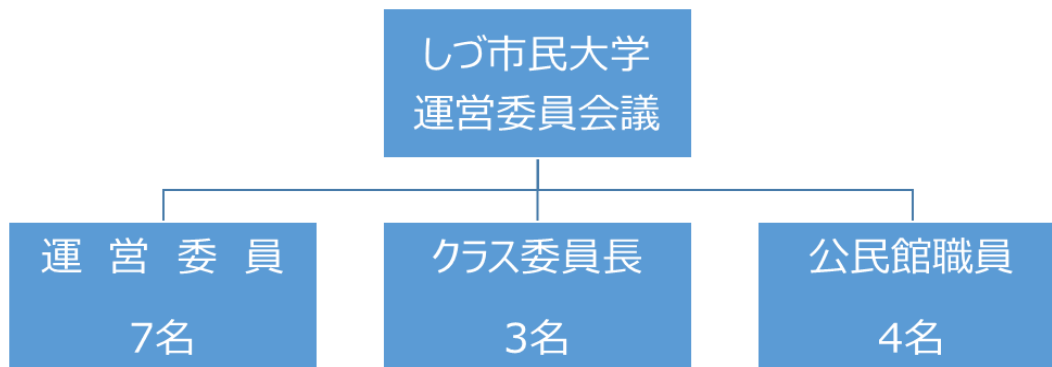 しづ市民大学
運営委員会議
運 営 委 員
7名
クラス委員長
3名
公民館職員
4名